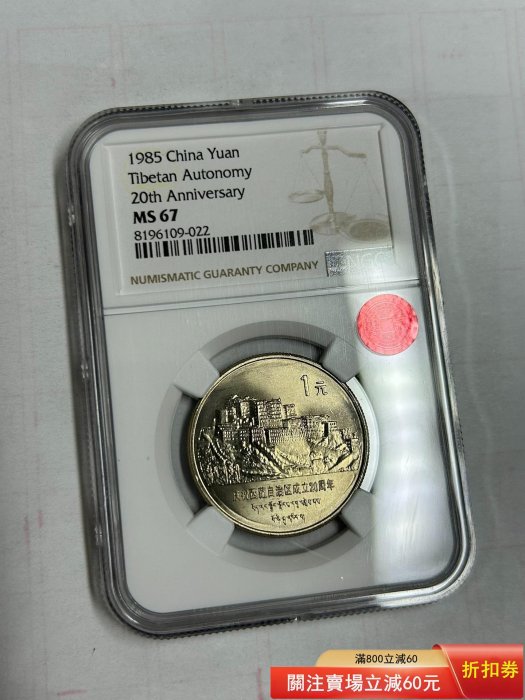 1985 China Yuan
Tibetan Autonomy
20th Anniversary
MS 67
8196109-022
NUMISMATIC GUARANTY COMPANY
NGC
1元
自治区成立20周年
滿800立減60
關注賣場立減60元
折扣券